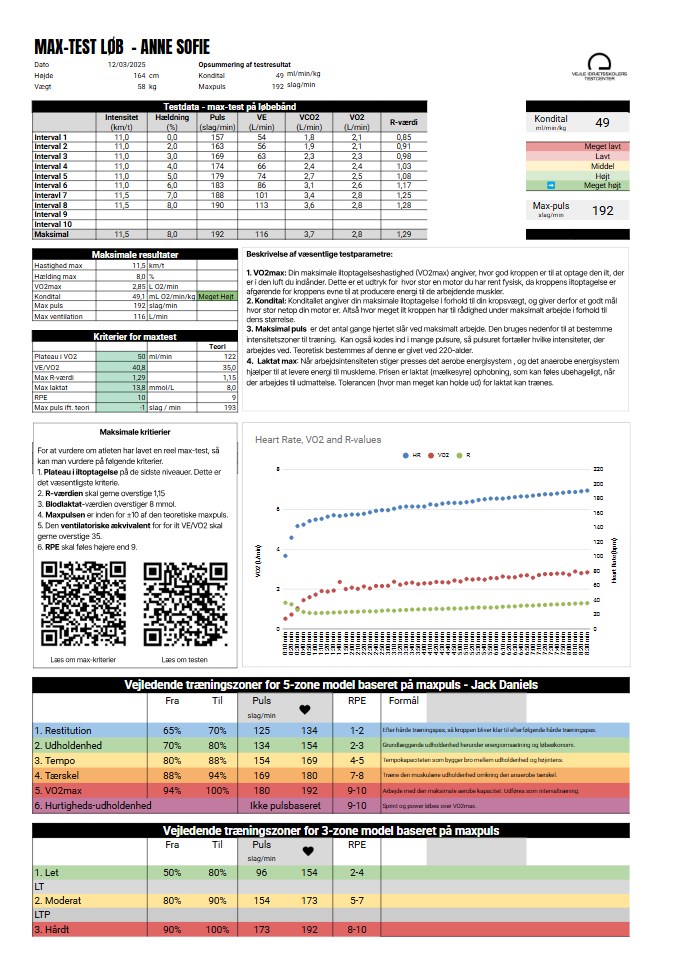 MAX-TEST LØB - ANNE SOFIE
Dato 12/03/2025 Opsummering af testresultat
Højde 164 cm Kondital 49 ml/min/kg
Vægt 58 kg Maxpuls 192 slag/min
VEJLE IDRÆTSHØJSKOLERS
TESTCENTER
Testdata - max-test på løbebånd
Intensitet Hældning Puls VE VCO2 VO2 R-værdi
(km/t) (%) (slag/min) (L/min) (L/min) (L/min)
Interval 1 11,0 0,0 157 54 1,8 2,1 0,85
Interval 2 11,0 2,0 163 56 1,9 2,1 0,91
Interval 3 11,0 3,0 169 63 2,3 2,3 0,98
Interval 4 11,0 4,0 174 66 2,4 2,4 1,03
Interval 5 11,0 5,0 179 74 2,7 2,5 1,08
Interval 6 11,0 6,0 183 86 3,1 2,6 1,17
Interavl 7 11,5 7,0 188 101 3,4 2,8 1,25
Interval 8 11,5 8,0 190 113 3,6 2,8 1,28
Interval 9
Interval 10
Maksimal 11,5 8,0 192 116 3,7 2,8 1,29
Kondital 49
ml/min/kg
Meget lavt
Lavt
Middel
Højt
Meget højt
Max-puls 192
slag/min
Maksimale resultater
Hastighed max 11,5 km/t
Hældning max 8,0 %
VO2max 2,85 L O2/min
Kondital 49,1 mL O2/min/kg Meget Højt
Max puls 192 slag/min
Max ventilation 116 L/min
Kriterier for maxtest
Teori
Plateau i VO2 50 ml/min 122
VE/VO2 40,8 35,0
Max R-værdi 1,29 1,15
Max laktat 13,8 mmol/L 8,0
RPE 10 9
Max puls ift. teori -1 slag / min 193
Beskrivelse af væsentlige testparametre:
1. VO2max: Din maksimale iltoptagelseshastighed (VO2max) angiver, hvor god kroppen er til at optage den ilt, der
er i den luft du indånder. Dette er et udtryk for hvor stor en motor du har rent fysisk, da kroppens iltoptagelse er
afgørende for kroppens evne til at producere energi til de arbejdende muskler.
2. Kondital: Kondital­let angiver din maksimale iltoptagelse i forhold til din kropsvægt, og giver derfor et godt mål
hvor stor netop din motor er. Altså hvor meget ilt kroppen har til rådighed under maksimalt arbejde i forhold til
dens størrelse.
3. Maksimal puls er det antal gange hjertet slår ved maksimalt arbejde. Den bruges nedenfor til at bestemme
intensitetszoner til træning. Kan også kodes ind i mange pulsure, så pulsuret fortæller hvilke intensiteter, der
arbejdes ved. Teoretisk bestemmes af denne er givet ved 220-alder.
4. Laktat max: Når arbejdsintensiteten stiger presses det aerobe energisystem , og det anaerobe energisystem
hjælper til at levere energi til musklerne. Prisen er laktat (mælkesyre) ophobning, som kan føles ubehageligt, når
der arbejdes til udmattelse. Tolerancen (hvor man meget kan holde ud) for laktat kan trænes.
Maksimale kritierier
For at vurdere om atleten har lavet en reel max-test, så
kan man vurdere på følgende kriterier.
1. Plateau i iltoptagelse på de sidste niveauer. Dette er
det væsentligste kriterie.
2. R-værdien skal gerne overstige 1,15
3. Blodlaktat-værdien overstiger 8 mmol.
4. Maxpulsen er inden for ±10 af den teoretiske maxpuls.
5. Den ventilatoriske ækvivalent for for ilt VE/VO2 skal
gerne overstige 35.
6. RPE skal føles højere end 9.
Læs om max-kriterier Læs om testen
Heart Rate, VO2 and R-values
HR VO2 R
VO2 (L/min)
8
6
4
2
0
220
200
180
160
140
120
100
80
60
40
20
0
Heart Rate(bpm)
Vejledende træningszoner for 5-zone model baseret på maxpuls - Jack Daniels
Fra Til Puls ♥ RPE Formål
slag/min
1. Restitution 65% 70% 125 134 1-2 Efter hårde træningspas, så kroppen bliver klar til efterfølgende hårde træningspas.
2. Udholdenhed 70% 80% 134 154 2-3 Grundlæggende udholdenhed herunder energiomsætning og løbeøkonomi.
3. Tempo 80% 88% 154 169 4-5 Tempokapaciteten som bygger bro mellem udholdenhed og højintens.
4. Tærskel 88% 94% 169 180 7-8 Træne den muskulære udholdenhed omkring den anaerobe tærskel.
5. VO2max 94% 100% 180 192 9-10 Arbejde med den maksimale aerobe kapacitet. Udføres som intervaltræning.
6. Hurtigheds-udholdenhed Ikke pulsbaseret 9-10 Sprint og power løbes over VO2max.
Vejledende træningszoner for 3-zone model baseret på maxpuls
Fra Til Puls ♥ RPE
slag/min
1. Let 50% 80% 96 154 2-4
LT
2. Moderat 80% 90% 154 173 5-7
LTP
3. Hårdt 90% 100% 173 192 8-10